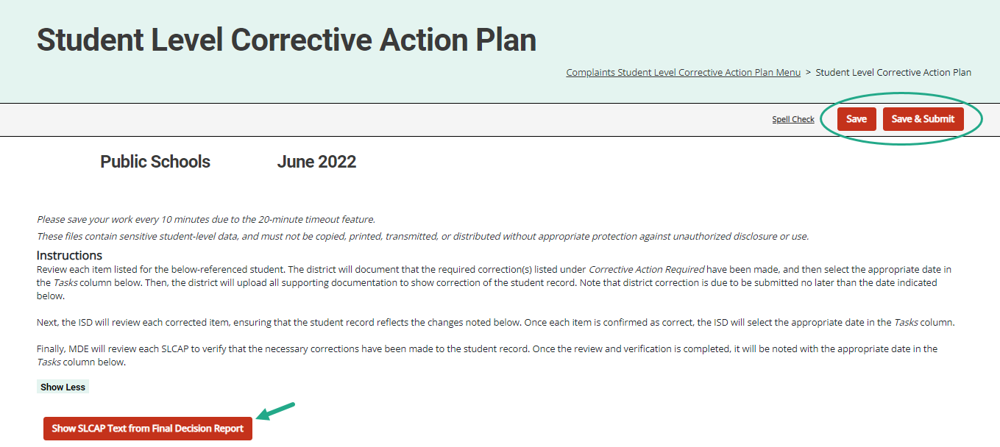 Student Level Corrective Action Plan
Complaints Student Level Corrective Action Plan Menu > Student Level Corrective Action Plan
Spell Check Save Save & Submit
Public Schools June 2022
Please save your work every 10 minutes due to the 20-minute timeout feature.
These files contain sensitive student-level data, and must not be copied, printed, transmitted, or distributed without appropriate protection against unauthorized disclosure or use.
Instructions
Review each item listed for the below-referenced student. The district will document that the required correction(s) listed under Corrective Action Required have been made, and then select the appropriate date in
the Tasks column below. Then, the district will upload all supporting documentation to show correction of the student record. Note that district correction is due to be submitted no later than the date indicated
below.
Next, the ISD will review each corrected item, ensuring that the student record reflects the changes noted below. Once each item is confirmed as correct, the ISD will select the appropriate date in the Tasks column.
Finally, MDE will review each SLCAP to verify that the necessary corrections have been made to the student record. Once the review and verification is completed, it will be noted with the appropriate date in the
Tasks column below.
Show Less
Show SLCAP Text from Final Decision Report